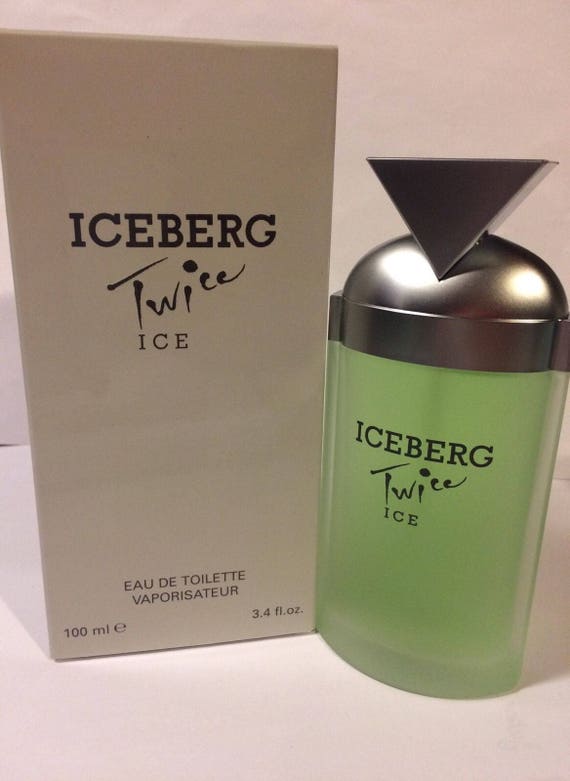 ICEBERG
Twice
ICE
EAU DE TOILETTE
VAPORISATEUR
100 ml ℮
3.4 fl.oz.
ICEBERG
Twice
ICE